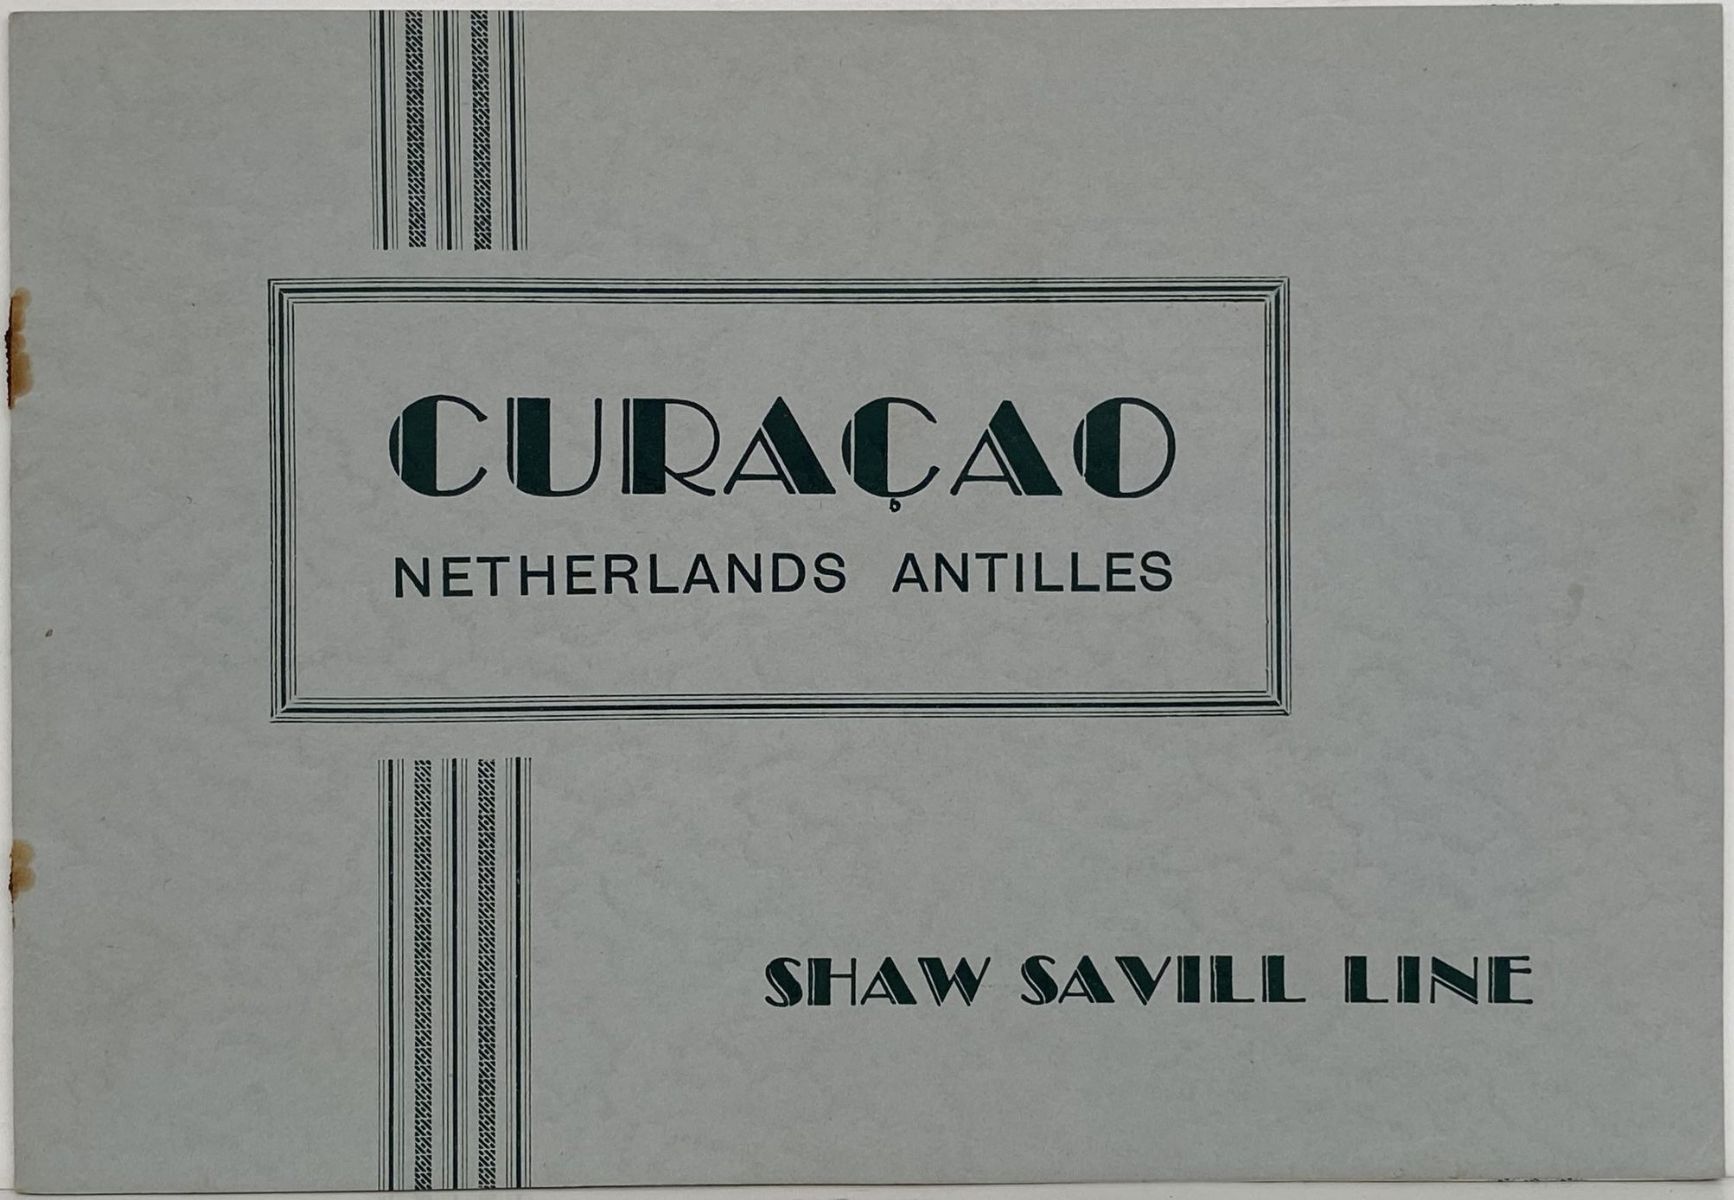 CURAÇAO
NETHERLANDS ANTILLES
SHAW SAVILL LINE